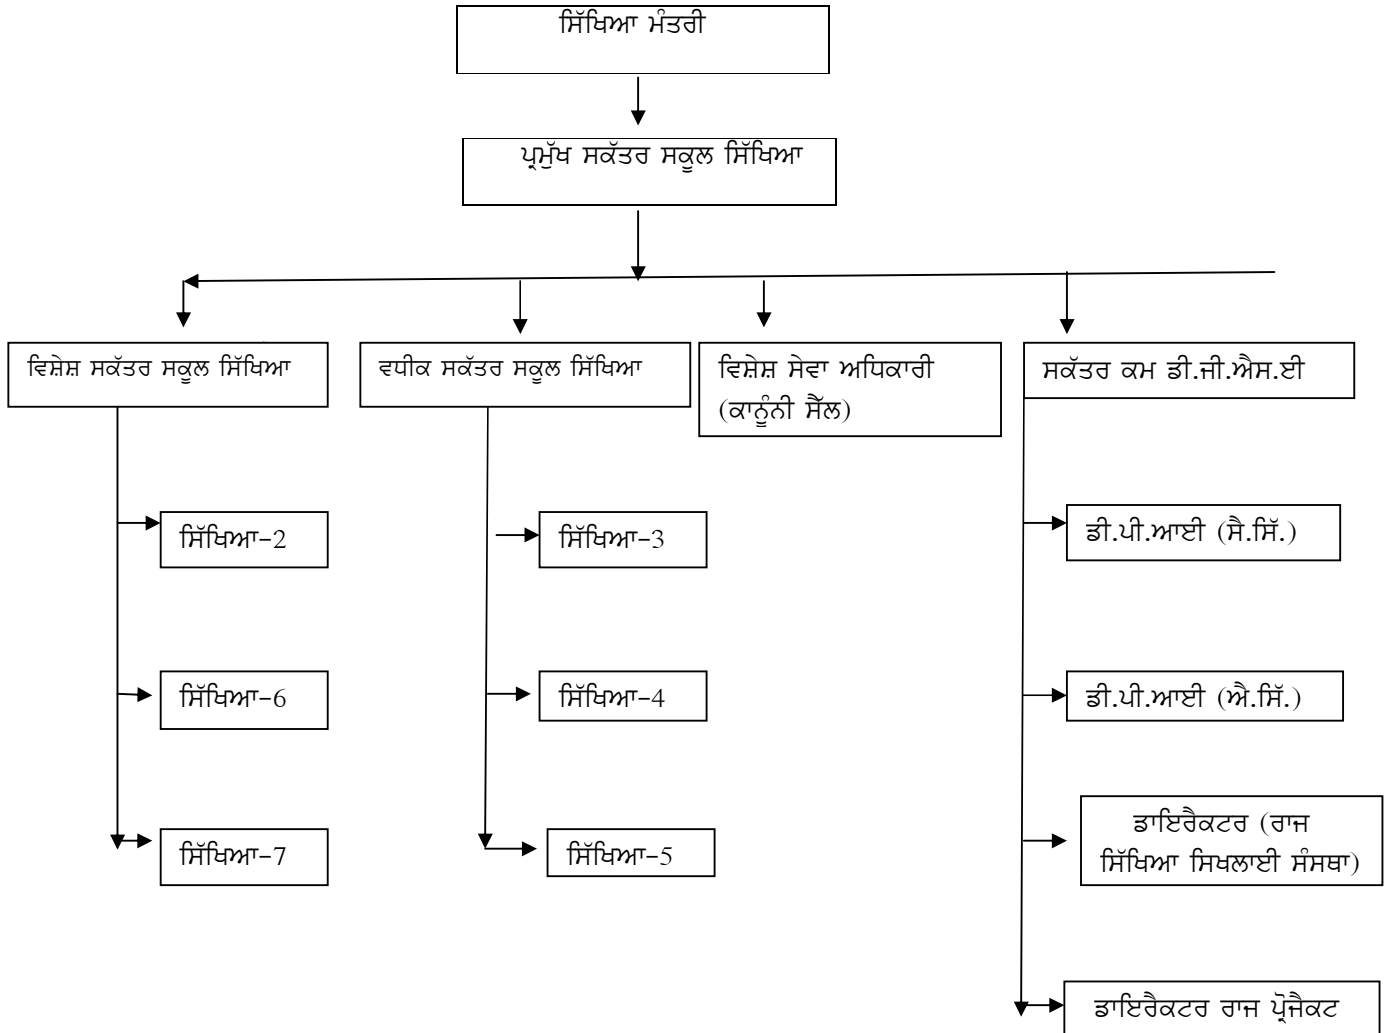 ਸਿੱਖਿਆ ਮੰਤਰੀ
ਪ੍ਰਮੁੱਖ ਸਕੱਤਰ ਸਕੂਲ ਸਿੱਖਿਆ
ਵਿਸ਼ੇਸ਼ ਸਕੱਤਰ ਸਕੂਲ ਸਿੱਖਿਆ
ਵਧੀਕ ਸਕੱਤਰ ਸਕੂਲ ਸਿੱਖਿਆ
ਵਿਸ਼ੇਸ਼ ਸੇਵਾ ਅਧਿਕਾਰੀ
(ਕਾਨੂੰਨੀ ਸੈੱਲ)
ਸਕੱਤਰ ਕਮ ਡੀ.ਜੀ.ਐਸ.ਈ
ਸਿੱਖਿਆ-2
ਸਿੱਖਿਆ-3
ਡੀ.ਪੀ.ਆਈ (ਸੈ.ਸਿੱ.)
ਸਿੱਖਿਆ-6
ਸਿੱਖਿਆ-4
ਡੀ.ਪੀ.ਆਈ (ਐ.ਸਿੱ.)
ਸਿੱਖਿਆ-7
ਸਿੱਖਿਆ-5
ਡਾਇਰੈਕਟਰ (ਰਾਜ
ਸਿੱਖਿਆ ਸਿਖਲਾਈ ਸੰਸਥਾ)
ਡਾਇਰੈਕਟਰ ਰਾਜ ਪ੍ਰੋਜੈਕਟ